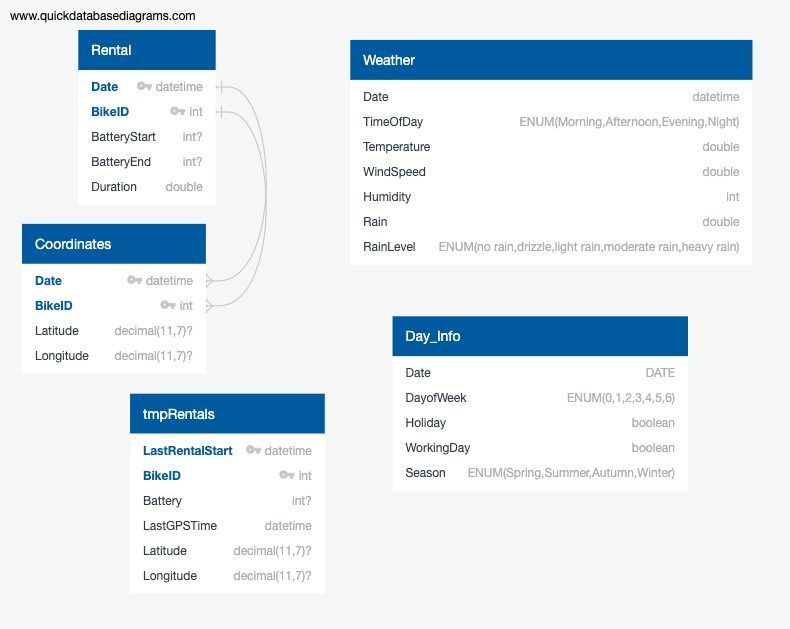 www.quickdatabasediagrams.com
Rental
Date datetime
BikeID int
BatteryStart int?
BatteryEnd int?
Duration double
Weather
Date datetime
TimeOfDay ENUM(Morning,Afternoon,Evening,Night)
Temperature double
WindSpeed double
Humidity int
Rain double
RainLevel ENUM(no rain,drizzle,light rain,moderate rain,heavy rain)
Coordinates
Date datetime
BikeID int
Latitude decimal(11,7)?
Longitude decimal(11,7)?
Day_Info
Date DATE
DayofWeek ENUM(0,1,2,3,4,5,6)
Holiday boolean
WorkingDay boolean
Season ENUM(Spring,Summer,Autumn,Winter)
tmpRentals
LastRentalStart datetime
BikeID int
Battery int?
LastGPSTime datetime
Latitude decimal(11,7)?
Longitude decimal(11,7)?